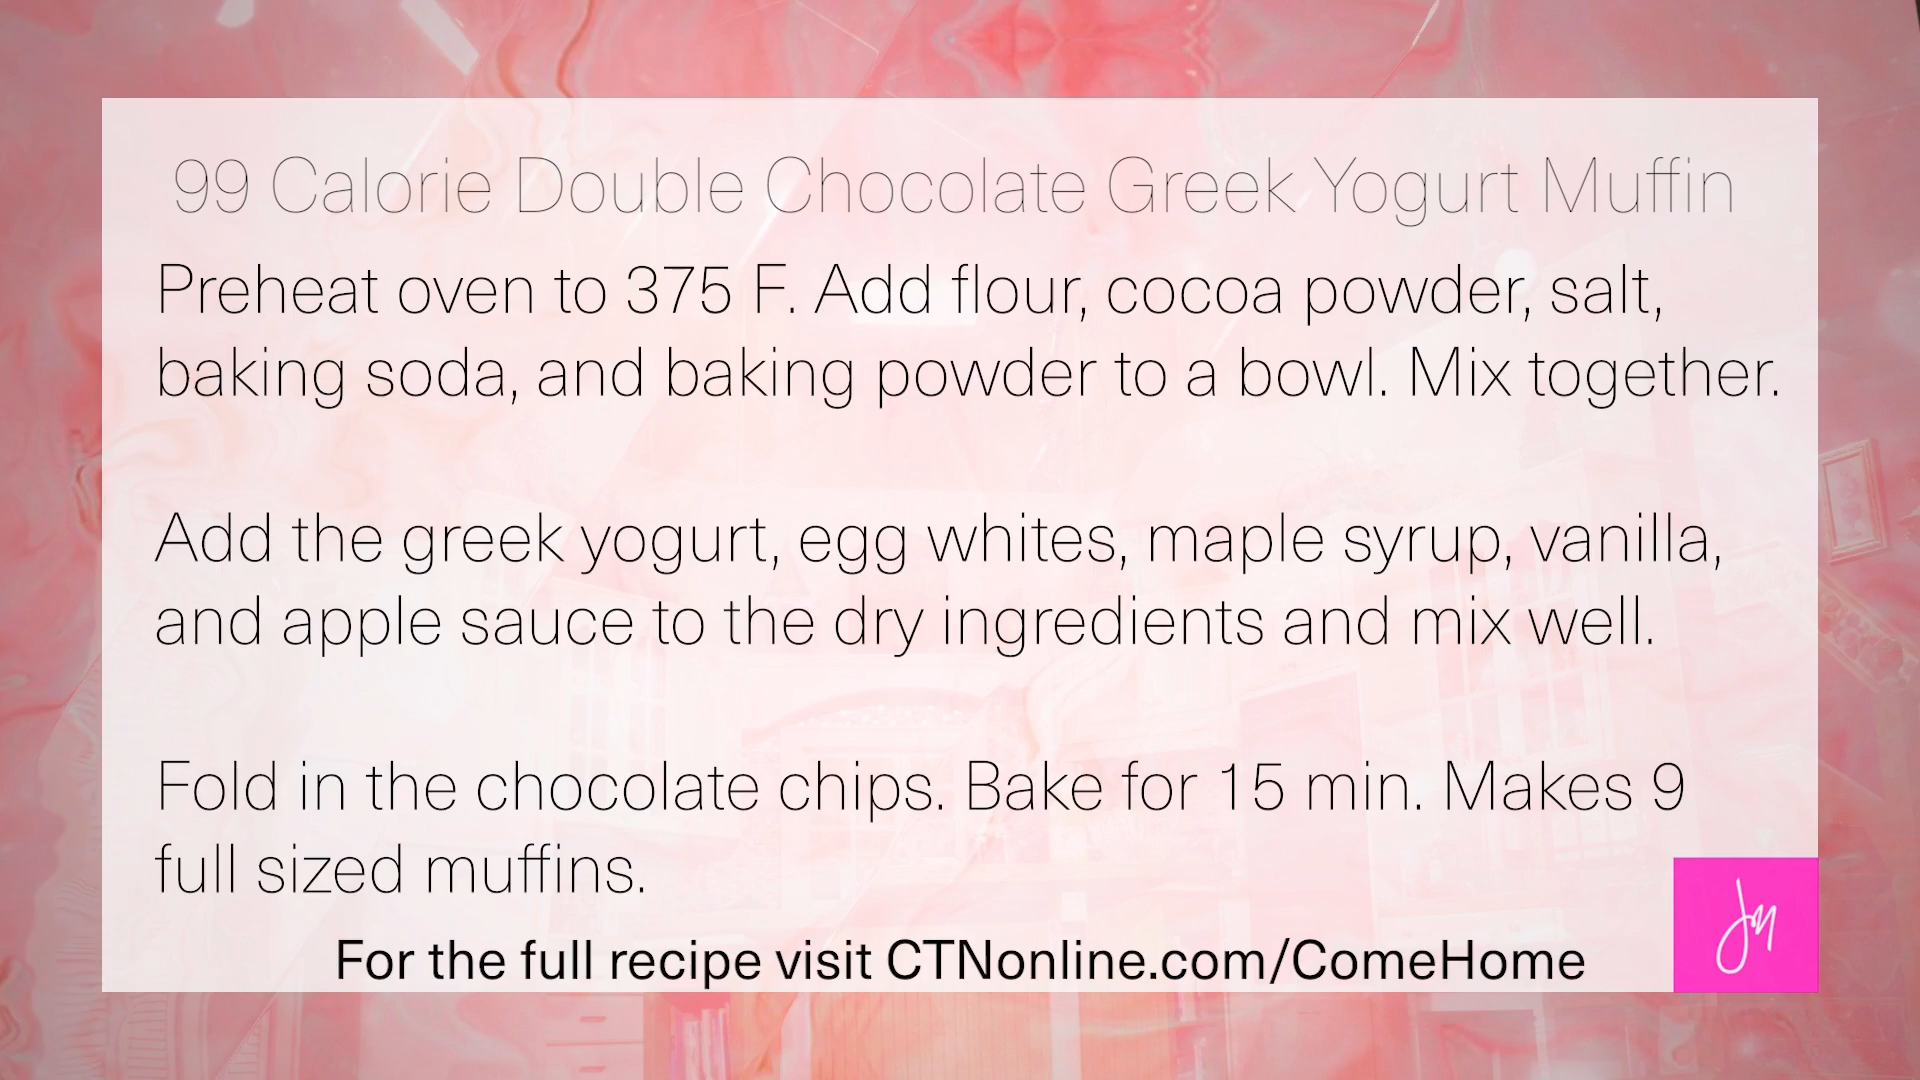 99 Calorie Double Chocolate Greek Yogurt Muffin
Preheat oven to 375 F. Add flour, cocoa powder, salt,
baking soda, and baking powder to a bowl. Mix together.
Add the greek yogurt, egg whites, maple syrup, vanilla,
and apple sauce to the dry ingredients and mix well.
Fold in the chocolate chips. Bake for 15 min. Makes 9
full sized muffins.
For the full recipe visit CTNonline.com/ComeHome